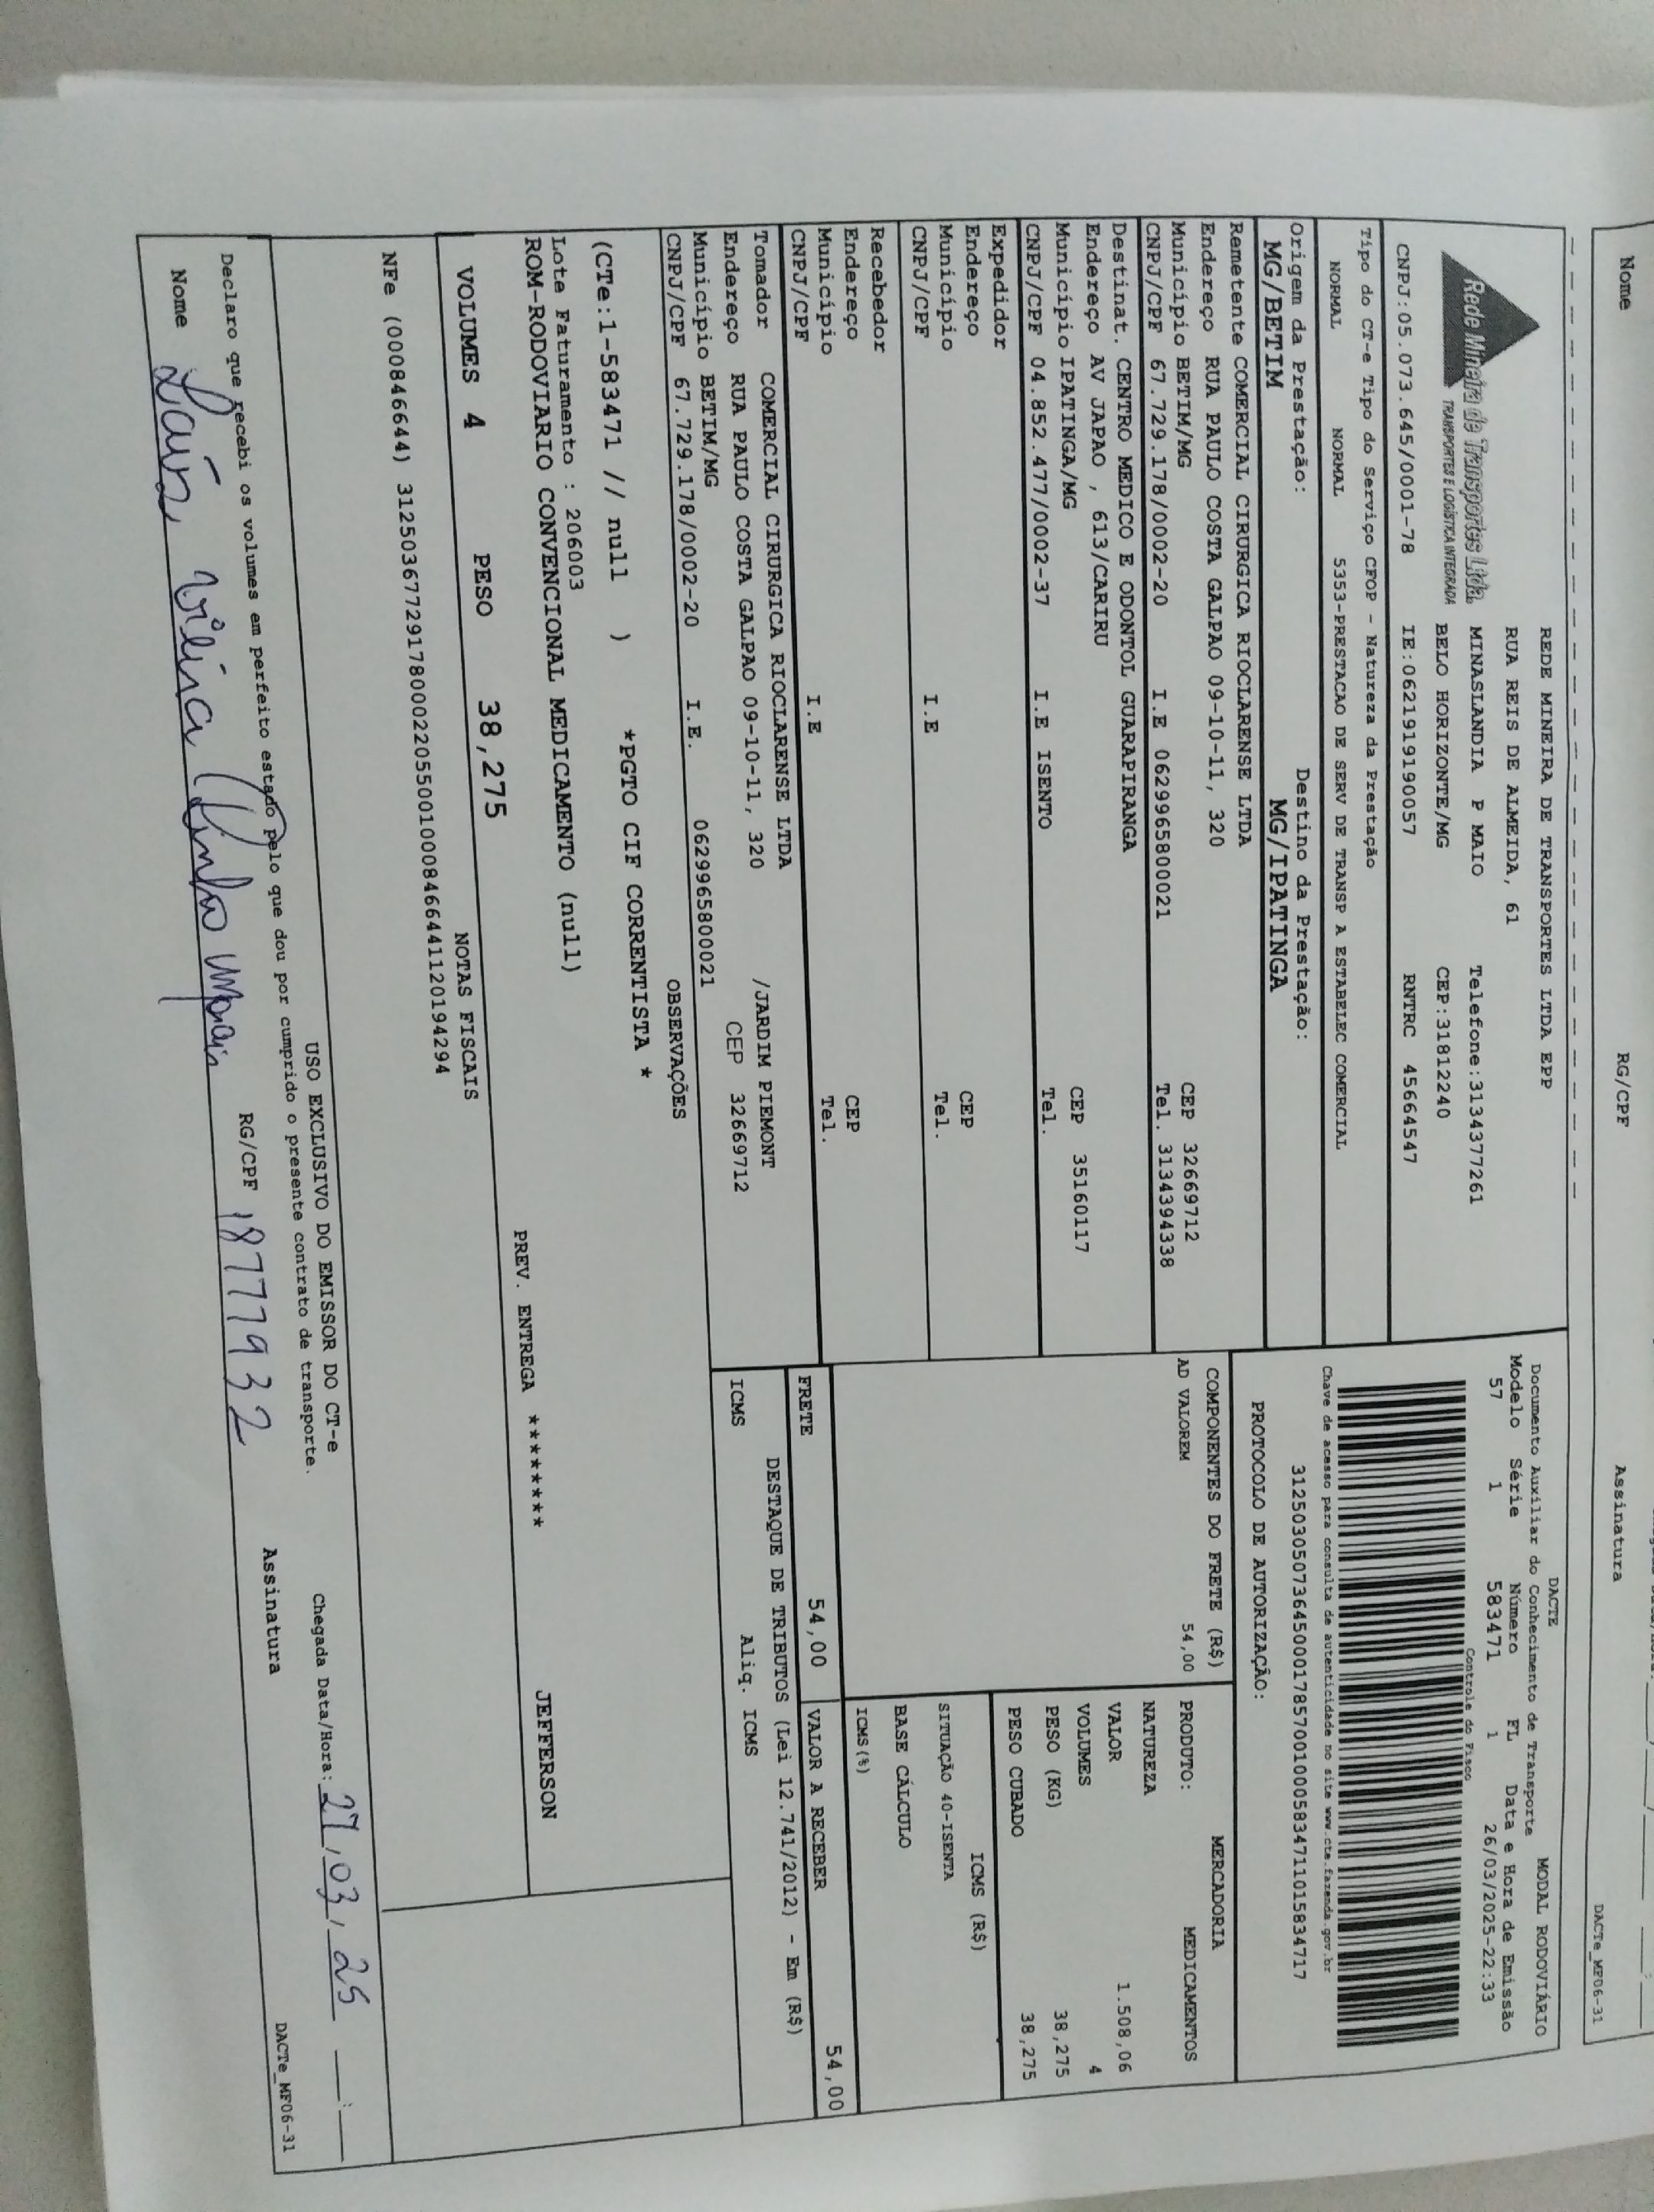 Nome RG/CPF Assinatura DACTe_MF06-31
Rede Mineira de Transportes Ltda.
TRANSPORTES E LOGÍSTICA INTEGRADA
REDE MINEIRA DE TRANSPORTES LTDA EPP
RUA REIS DE ALMEIDA, 61
MINASLANDIA P MAIO Telefone:3134377261
BELO HORIZONTE/MG CEP:31812240
CNPJ:05.073.645/0001-78 IE:0621919190057 RNTRC 45664547
DACTE MODAL RODOVIÁRIO
Documento Auxiliar do Conhecimento de Transporte
Modelo Série Número FL Data e Hora de Emissão
57 1 583471 1 26/03/2025-22:33
Controle do Fisco
Chave de acesso para consulta de autenticidade no site www.cte.fazenda.gov.br
31250305073645000178570010005834711015834717
PROTOCOLO DE AUTORIZAÇÃO:
Tipo do CT-e Tipo do Serviço CFOP - Natureza da Prestação
NORMAL NORMAL 5353-PRESTACAO DE SERV DE TRANSP A ESTABELEC COMERCIAL
Origem da Prestação: Destino da Prestação:
MG/BETIM MG/IPATINGA
Remetente COMERCIAL CIRURGICA RIOCLARENSE LTDA
Endereço RUA PAULO COSTA GALPAO 09-10-11, 320
Município BETIM/MG CEP 32669712
CNPJ/CPF 67.729.178/0002-20 I.E 0629965800021 Tel. 3134394338
Destinat. CENTRO MEDICO E ODONTOL GUARAPIRANGA
Endereço AV JAPAO , 613/CARIRU
Município IPATINGA/MG CEP 35160117
CNPJ/CPF 04.852.477/0002-37 I.E ISENTO Tel.
Expedidor
Endereço
Município CEP
CNPJ/CPF I.E Tel.
Recebedor
Endereço
Município CEP
CNPJ/CPF I.E Tel.
COMPONENTES DO FRETE (R$)
AD VALOREM 54,00
MERCADORIA
PRODUTO: MEDICAMENTOS
NATUREZA
VALOR 1.508,06
VOLUMES 4
PESO (KG) 38,275
PESO CUBADO 38,275
ICMS (R$)
SITUAÇÃO 40-ISENTA
BASE CÁLCULO
ICMS(%)
FRETE 54,00 VALOR A RECEBER 54,00
Tomador COMERCIAL CIRURGICA RIOCLARENSE LTDA
Endereço RUA PAULO COSTA GALPAO 09-10-11, 320 /JARDIM PIEMONT
Município BETIM/MG CEP 32669712
CNPJ/CPF 67.729.178/0002-20 I.E. 0629965800021
DESTAQUE DE TRIBUTOS (Lei 12.741/2012) - Em (R$)
ICMS Aliq. ICMS
OBSERVAÇÕES
(CTe:1-583471 // null ) *PGTO CIF CORRENTISTA *
Lote Faturamento : 206003
ROM-RODOVIARIO CONVENCIONAL MEDICAMENTO (null)
PREV. ENTREGA ******** JEFFERSON
VOLUMES 4 PESO 38,275
NOTAS FISCAIS
NFe (000846644) 31250367729178000220550010008466441120194294
USO EXCLUSIVO DO EMISSOR DO CT-e
Declaro que recebi os volumes em perfeito estado pelo que dou por cumprido o presente contrato de transporte.
Chegada Data/Hora: 27/03/25 __:__
Nome RG/CPF 18777932 Assinatura
DACTe_MF06-31